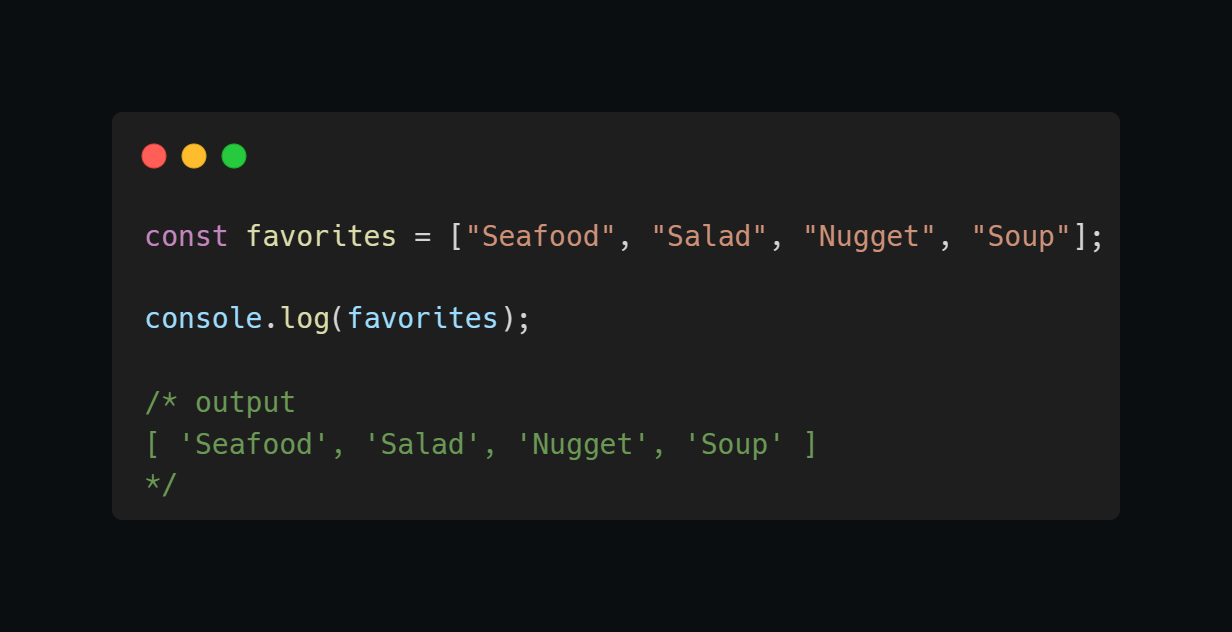 const favorites = ["Seafood", "Salad", "Nugget", "Soup"];
console.log(favorites);
/* output
[ 'Seafood', 'Salad', 'Nugget', 'Soup' ]
*/